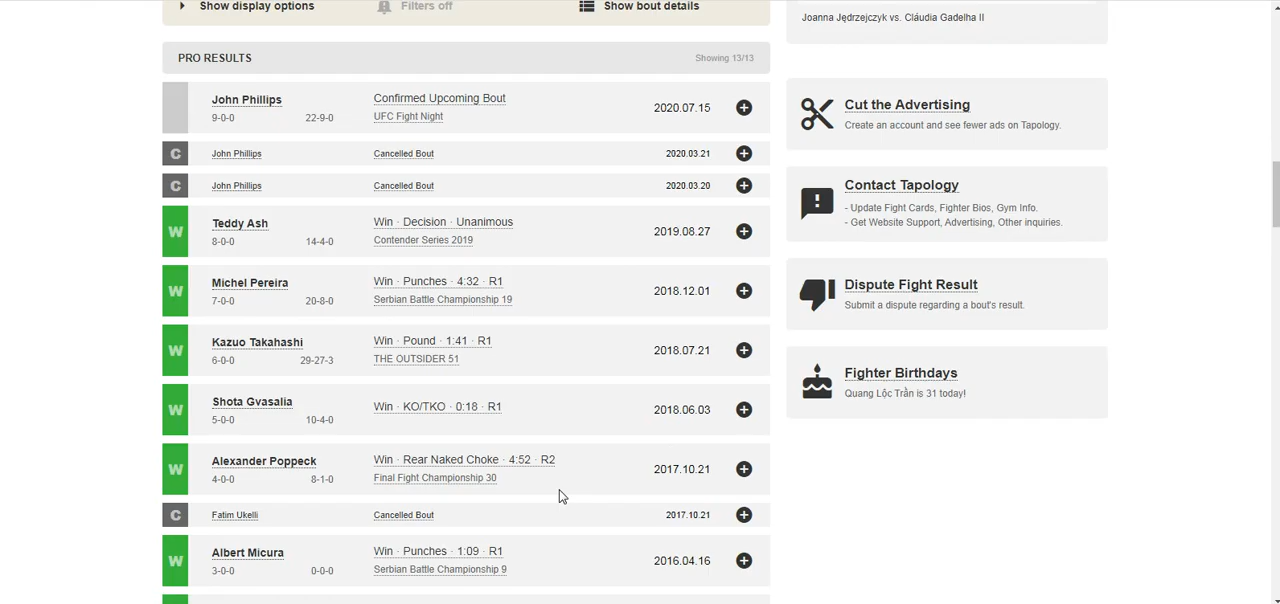 Show display options
Filters off
Show bout details
PRO RESULTS
Showing 13/13
John Phillips
Confirmed Upcoming Bout
9-0-0
22-9-0
UFC Fight Night
2020.07.15
C
John Phillips
Cancelled Bout
2020.03.21
C
John Phillips
Cancelled Bout
2020.03.20
W
Teddy Ash
Win · Decision · Unanimous
8-0-0
14-4-0
Contender Series 2019
2019.08.27
W
Michel Pereira
Win · Punches · 4:32 · R1
7-0-0
20-8-0
Serbian Battle Championship 19
2018.12.01
W
Kazuo Takahashi
Win · Pound · 1:41 · R1
6-0-0
29-27-3
THE OUTSIDER 51
2018.07.21
W
Shota Gvasalia
Win · KO/TKO · 0:18 · R1
5-0-0
10-4-0
2018.06.03
W
Alexander Poppeck
Win · Rear Naked Choke · 4:52 · R2
4-0-0
8-1-0
Final Fight Championship 30
2017.10.21
C
Fatim Ukelli
Cancelled Bout
2017.10.21
W
Albert Micura
Win · Punches · 1:09 · R1
3-0-0
0-0-0
Serbian Battle Championship 9
2016.04.16
Joanna Jędrzejczyk vs. Cláudia Gadelha II
Cut the Advertising
Create an account and see fewer ads on Tapology.
Contact Tapology
- Update Fight Cards, Fighter Bios, Gym Info.
- Get Website Support, Advertising, Other inquiries.
Dispute Fight Result
Submit a dispute regarding a bout's result.
Fighter Birthdays
Quang Lộc Trần is 31 today!